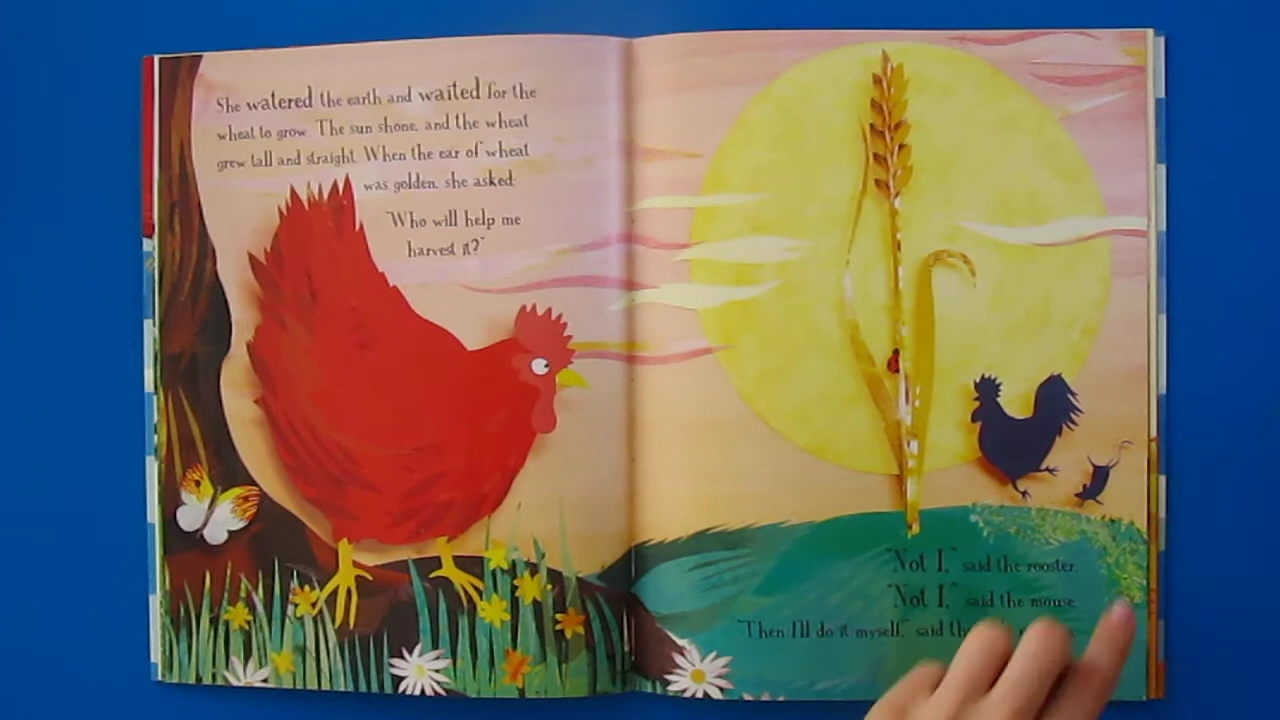 She watered the earth and waited for the
wheat to grow. The sun shone, and the wheat
grew tall and straight. When the ear of wheat
was golden, she asked:
"Who will help me
harvest it?"
"Not I," said the rooster.
"Not I," said the mouse.
"Then I'll do it myself," said